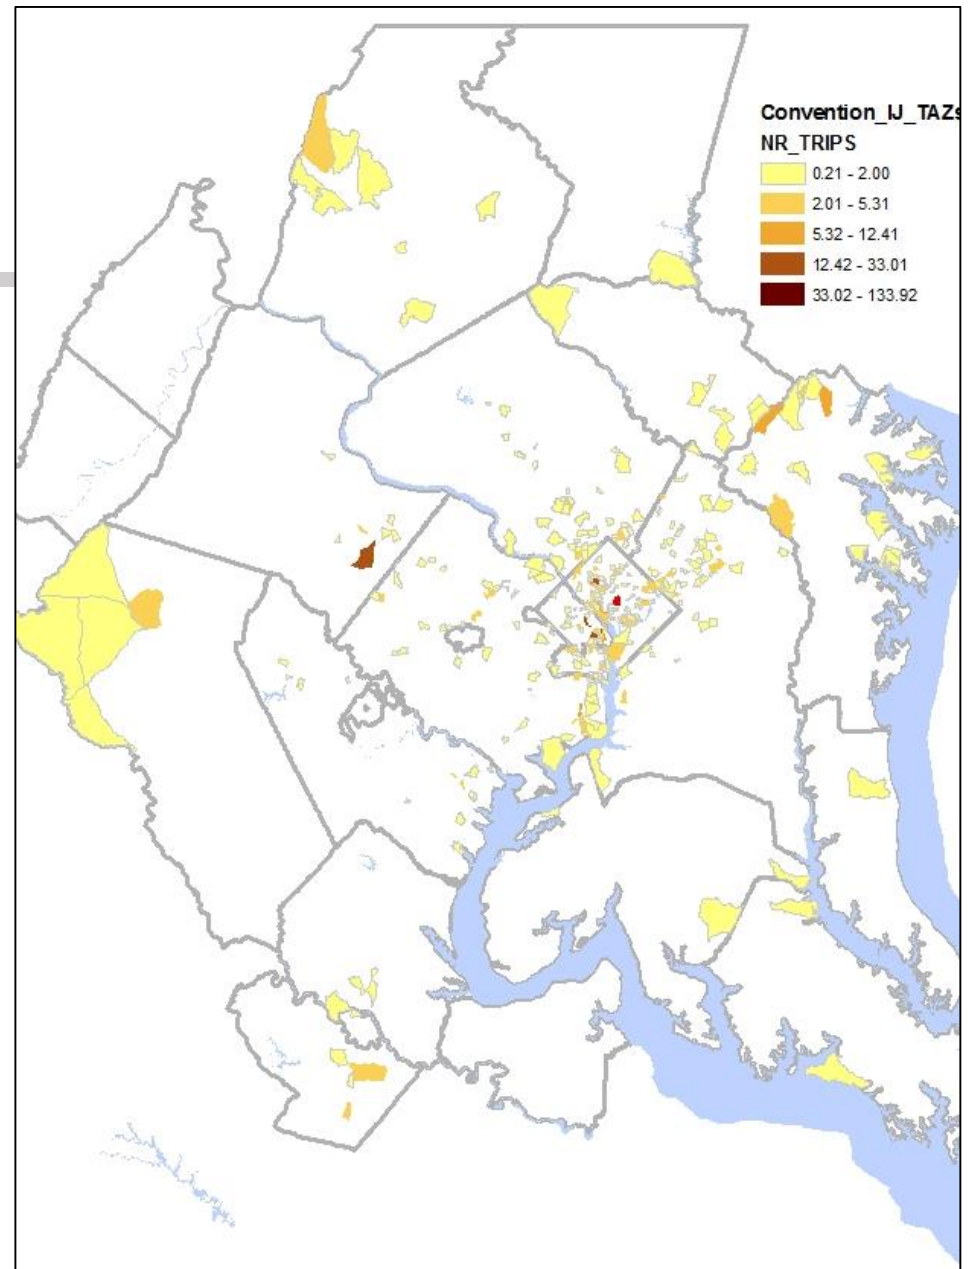 Convention_IJ_TAZs
NR_TRIPS
0.21 - 2.00
2.01 - 5.31
5.32 - 12.41
12.42 - 33.01
33.02 - 133.92